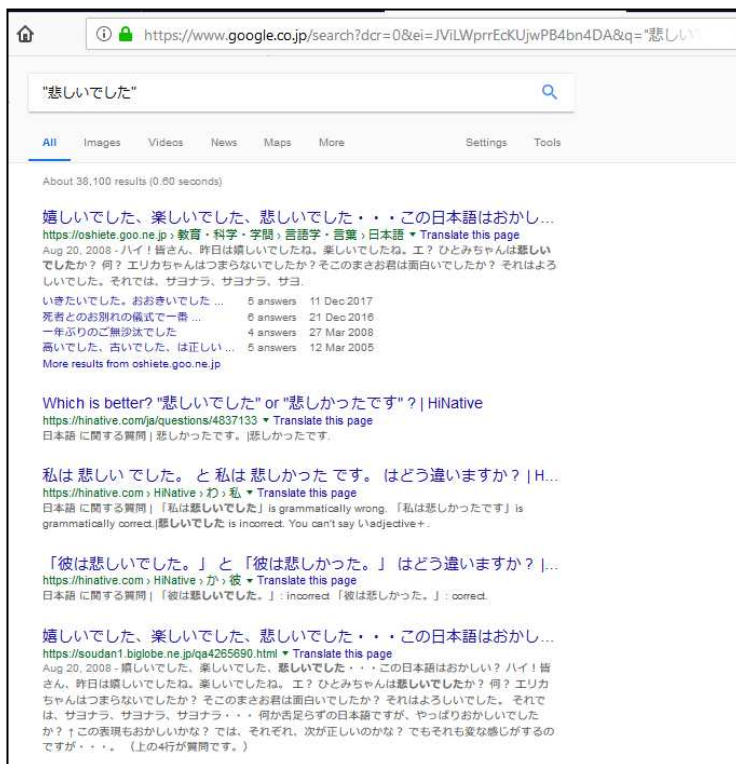 https://www.google.co.jp/search?dcr=0&ei=JViLWprrEcKUjwPB4bn4DA&q="悲しい
"悲しいでした"
All Images Videos News Maps More Settings Tools
About 38,100 results (0.60 seconds)
嬉しいでした、楽しいでした、悲しいでした・・・この日本語はおかし...
https://oshiete.goo.ne.jp › 教育・科学・学問 › 言語学・言葉 › 日本語 ▼ Translate this page
Aug 20, 2008 - ハイ！皆さん、昨日は嬉しいでしたね。楽しいでしたね。エ？ ひとみちゃんは悲しい
でしたか？ 何？ エリカちゃんはつまらないでしたか？そこのまさお君は面白いでしたか？ それはよろ
しいでした。それでは、サヨナラ、サヨナラ、サヨ.
いきたいでした。おおきいでした ... 5 answers 11 Dec 2017
死者とのお別れの儀式で一番 ... 6 answers 21 Dec 2016
一年ぶりのご無沙汰でした 4 answers 27 Mar 2008
高いでした、古いでした、は正しい ... 5 answers 12 Mar 2005
More results from oshiete.goo.ne.jp
Which is better? "悲しいでした" or "悲しかったです" ? | HiNative
https://hinative.com/ja/questions/4837133 ▼ Translate this page
日本語 に関する質問 | 悲しかったです。|悲しかったです.
私は 悲しい でした。 と 私は 悲しかった です。 はどう違いますか？ | H...
https://hinative.com › HiNative › わ › 私 ▼ Translate this page
日本語 に関する質問 | 「私は悲しいでした」is grammatically wrong. 「私は悲しかったです」is
grammatically correct.|悲しいでした is incorrect. You can't say いadjective+.
「彼は悲しいでした。」 と 「彼は悲しかった。」 はどう違いますか？ |...
https://hinative.com › HiNative › か › 彼 ▼ Translate this page
日本語 に関する質問 | 「彼は悲しいでした。」: incorrect 「彼は悲しかった。」: correct.
嬉しいでした、楽しいでした、悲しいでした・・・この日本語はおかし...
https://soudan1.biglobe.ne.jp/qa4265690.html ▼ Translate this page
Aug 20, 2008 - 嬉しいでした、楽しいでした、悲しいでした・・・この日本語はおかしい？ ハイ！皆
さん、昨日は嬉しいでしたね。楽しいでしたね。 エ？ ひとみちゃんは悲しいでしたか？ 何？ エリカ
ちゃんはつまらないでしたか？ そこのまさお君は面白いでしたか？ それはよろしいでした。 それで
は、サヨナラ、サヨナラ、サヨナラ・・・ 何か舌足らずの日本語ですが、やっぱりおかしいでした
か？ ↑この表現もおかしいかな？ では、それぞれ、次が正しいのかな？ でもそれも変な感じがするの
ですが・・・。 （上の4行が質問です。）